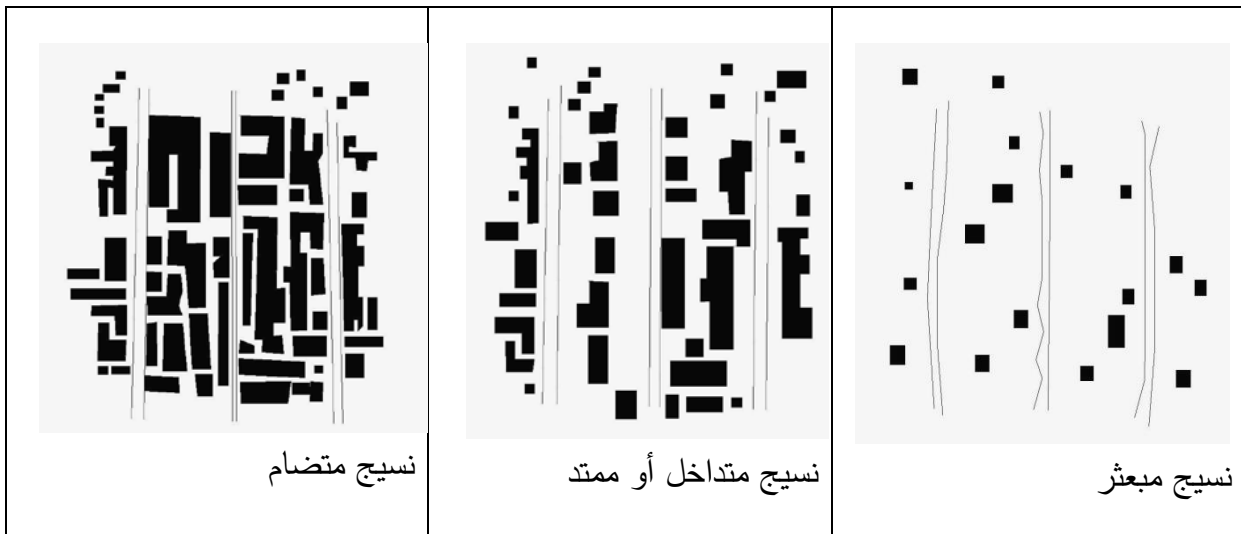 نسيج مبعثر
نسيج متداخل أو ممتد
نسيج متضام